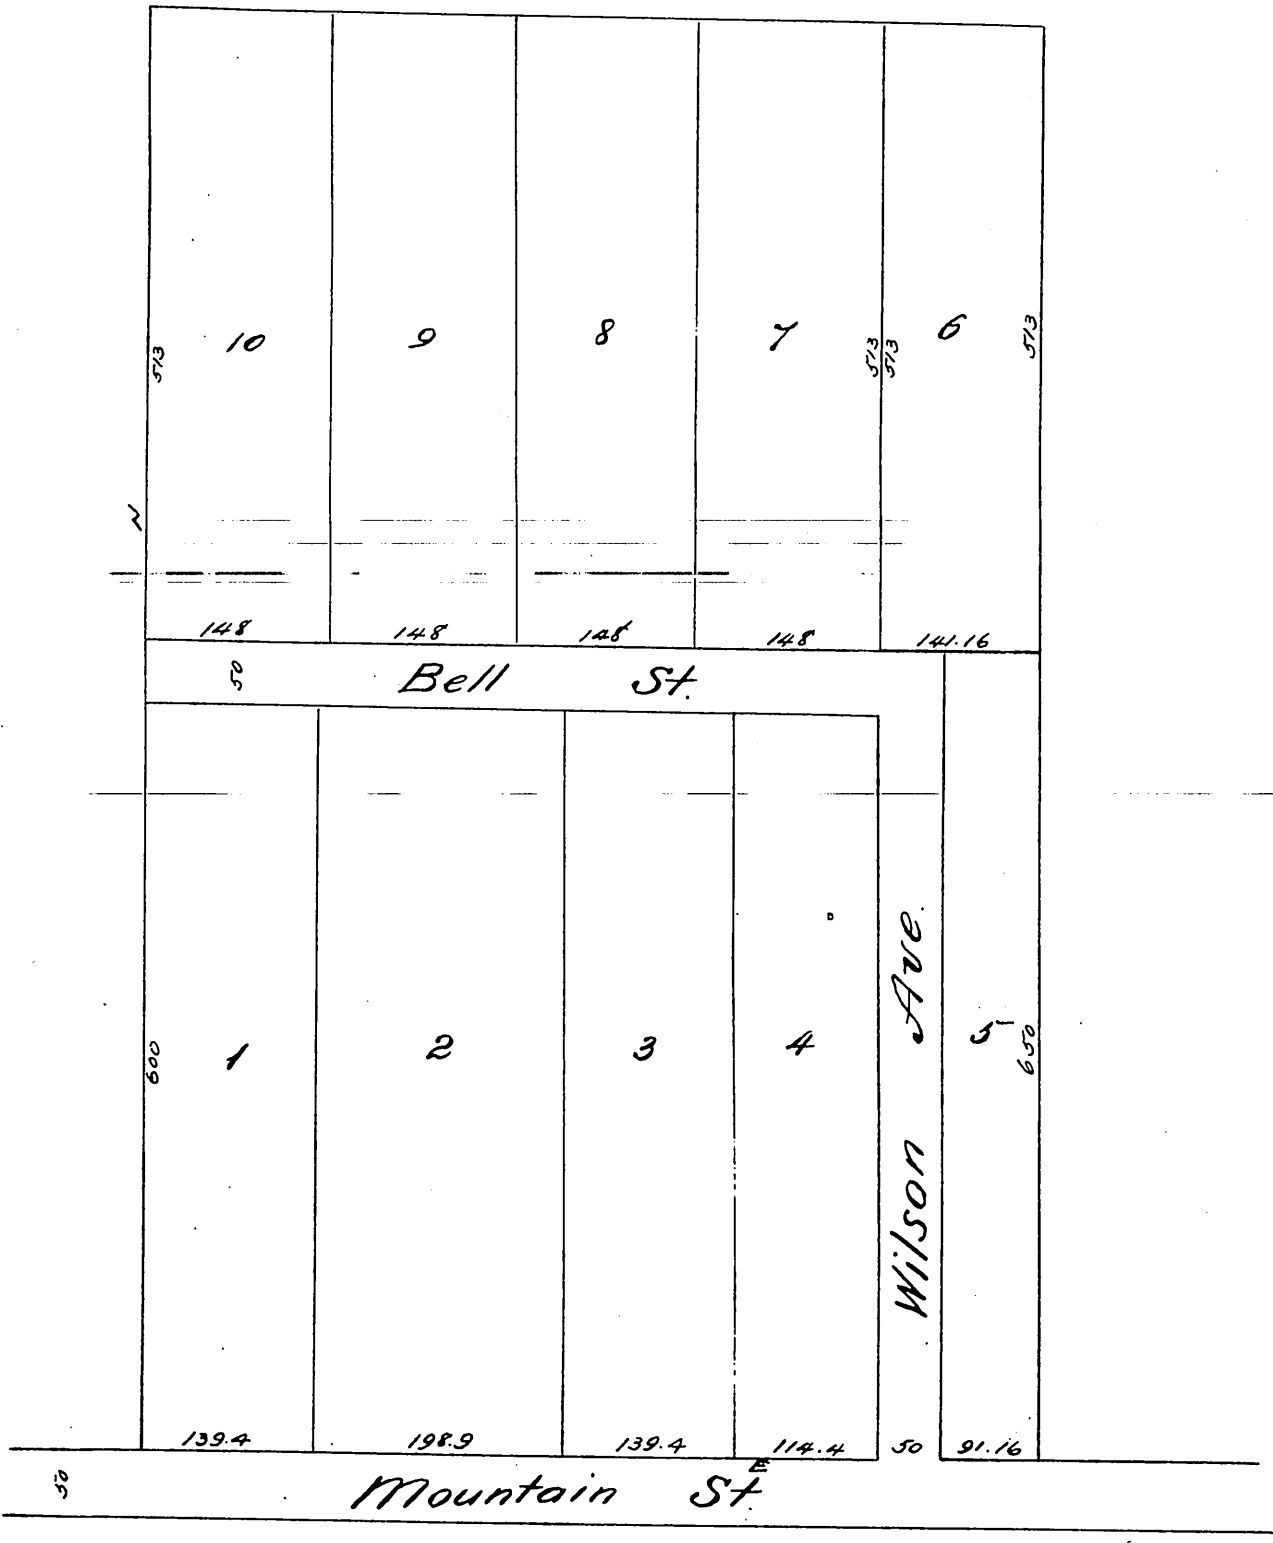 10 9 8 7 6
513 513 513 513
N
148 148 148 148 141.16
50 Bell St.
Wilson Ave.
1 2 3 4 5
600 650
139.4 198.9 139.4 114.4 50 91.16
E
50 Mountain St.